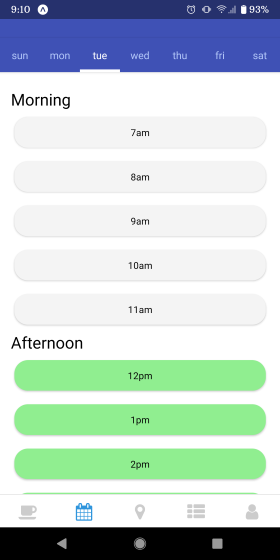 9:10
93%
sun mon tue wed thu fri sat
Morning
7am
8am
9am
10am
11am
Afternoon
12pm
1pm
2pm